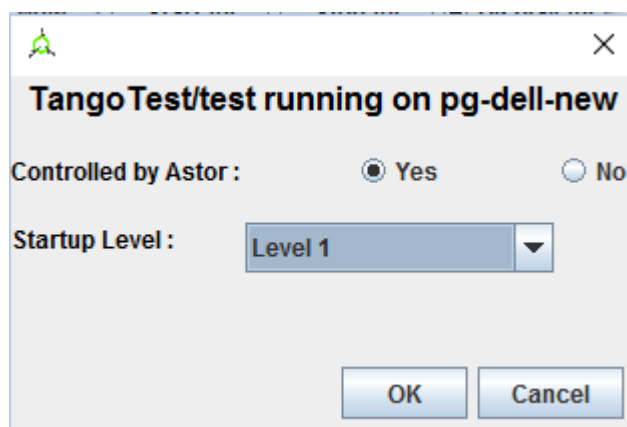 TangoTest/test running on pg-dell-new
Controlled by Astor : Yes No
Startup Level : Level 1
OK Cancel